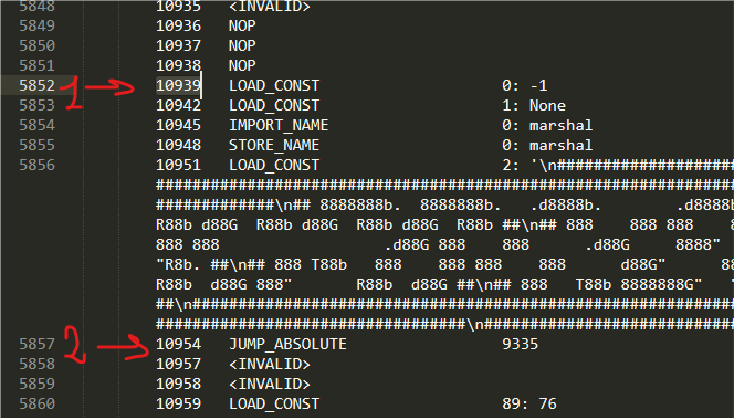 5848 10935 <INVALID>
5849 10936 NOP
5850 10937 NOP
5851 10938 NOP
5852 1 → 10939 LOAD_CONST 0: -1
5853 10942 LOAD_CONST 1: None
5854 10945 IMPORT_NAME 0: marshal
5855 10948 STORE_NAME 0: marshal
5856 10951 LOAD_CONST 2: '\n#####################
###############################################################
#############\n## 8888888b.  8888888b.   .d8888b.      .d8888b
R88b d88G  R88b d88G  R88b d88G  R88b ##\n## 888    888 888    8
888 888                  .d88G 888    888      .d88G     8888"
"R8b. ##\n## 888 T88b   888    888 888    888      d88G"      8
R88b  d88G 888"       R88b  d88G ##\n## 888   T88b 8888888G"   "
##\n############################################################
##################################\n############################
5857 2 → 10954 JUMP_ABSOLUTE 9335
5858 10957 <INVALID>
5859 10958 <INVALID>
5860 10959 LOAD_CONST 89: 76